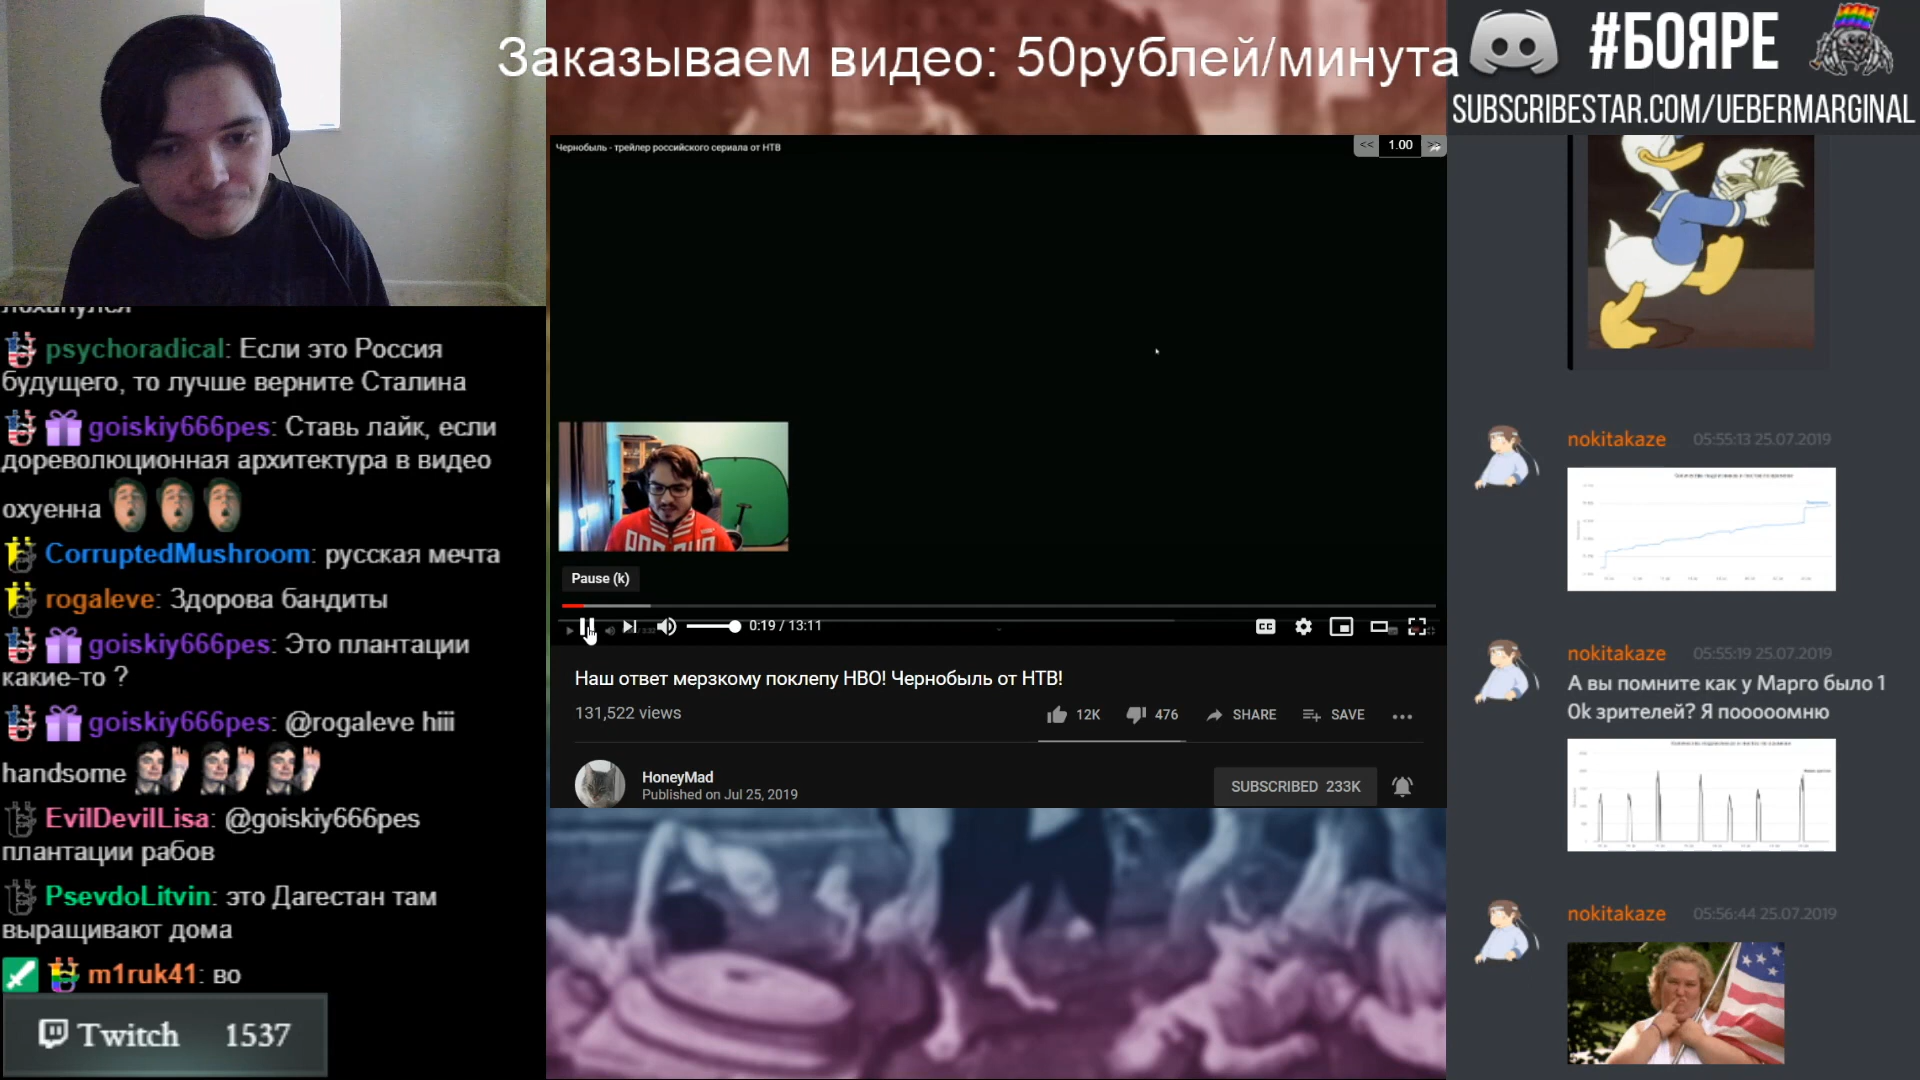 Заказываем видео: 50рублей/минута
#БОЯРЕ
SUBSCRIBESTAR.COM/UEBERMARGINAL
Чернобыль - трейлер российского сериала от НТВ
<< 1.00 >>
Pause (k)
0:19 / 13:11
CC
Наш ответ мерзкому поклепу HBO! Чернобыль от НТВ!
131,522 views
12K
476
SHARE
SAVE
HoneyMad
Published on Jul 25, 2019
SUBSCRIBED 233K
psychoradical: Если это Россия
будущего, то лучше верните Сталина
goiskiy666pes: Ставь лайк, если
дореволюционная архитектура в видео
охуенна
CorruptedMushroom: русская мечта
rogaleve: Здорова бандиты
goiskiy666pes: Это плантации
какие-то ?
goiskiy666pes: @rogaleve hiii
handsome
EvilDevilLisa: @goiskiy666pes
плантации рабов
PsevdoLitvin: это Дагестан там
выращивают дома
m1ruk41: во
Twitch 1537
nokitakaze 05:55:13 25.07.2019
nokitakaze 05:55:19 25.07.2019
А вы помните как у Марго было 1
0k зрителей? Я пооооомню
nokitakaze 05:56:44 25.07.2019